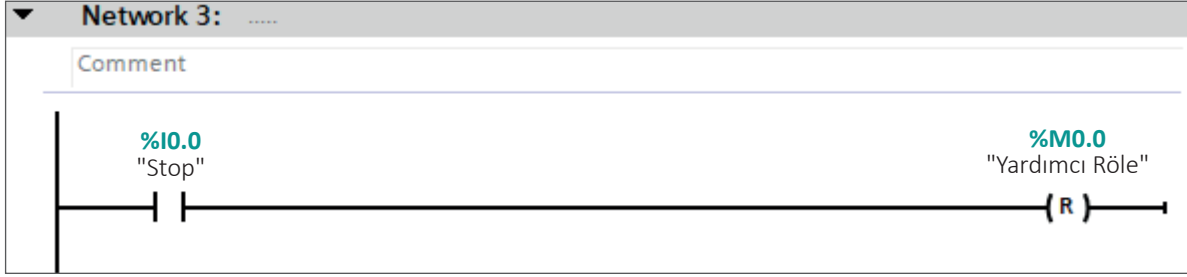 Network 3: .....
Comment
%I0.0
"Stop"
%M0.0
"Yardımcı Röle"
R